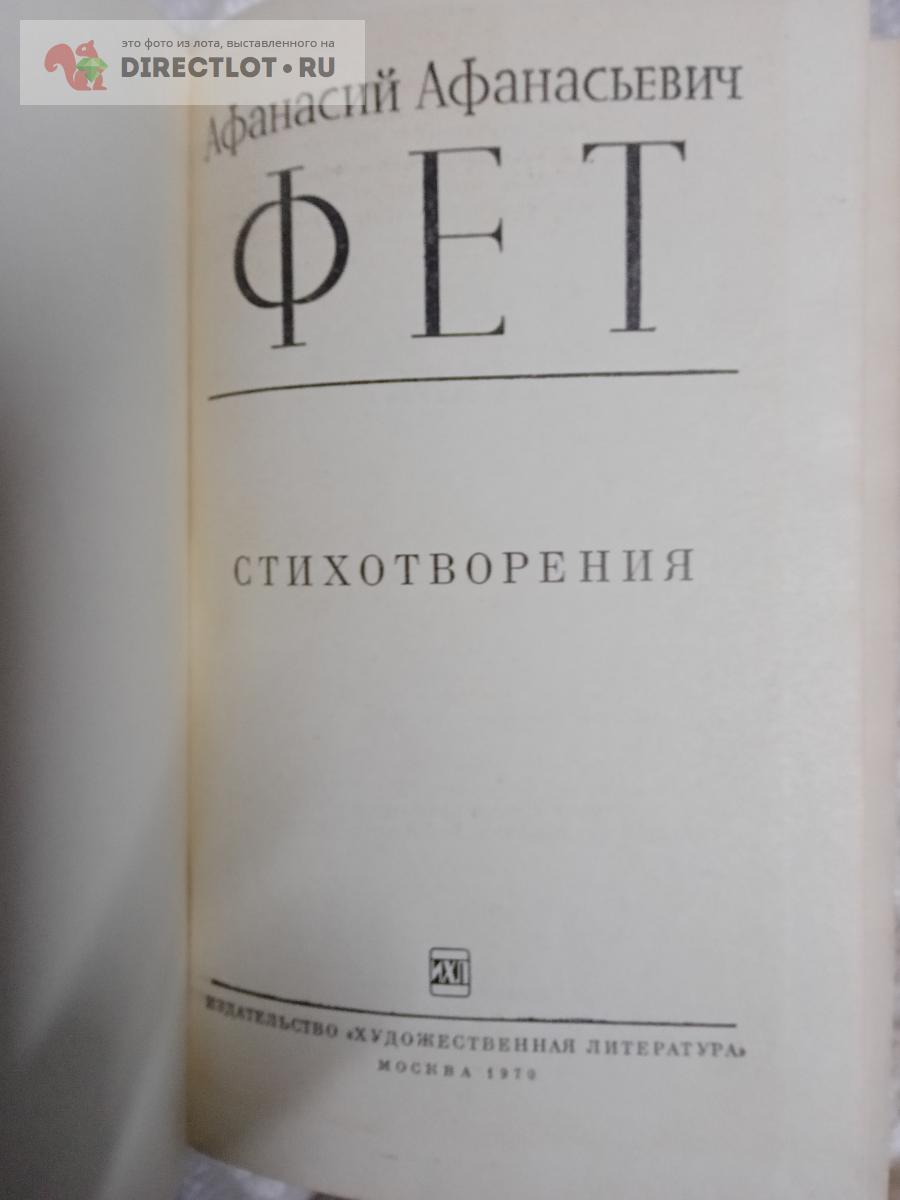 это фото из лота, выставленного на
DIRECTLOT•RU
Афанасий Афанасьевич
ФЕТ
СТИХОТВОРЕНИЯ
ИХЛ
ИЗДАТЕЛЬСТВО «ХУДОЖЕСТВЕННАЯ ЛИТЕРАТУРА»
МОСКВА 1970